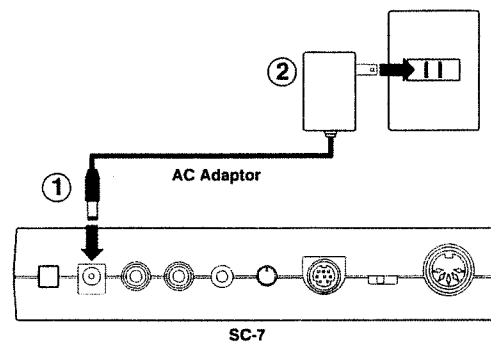 ②
①
AC Adaptor
SC-7